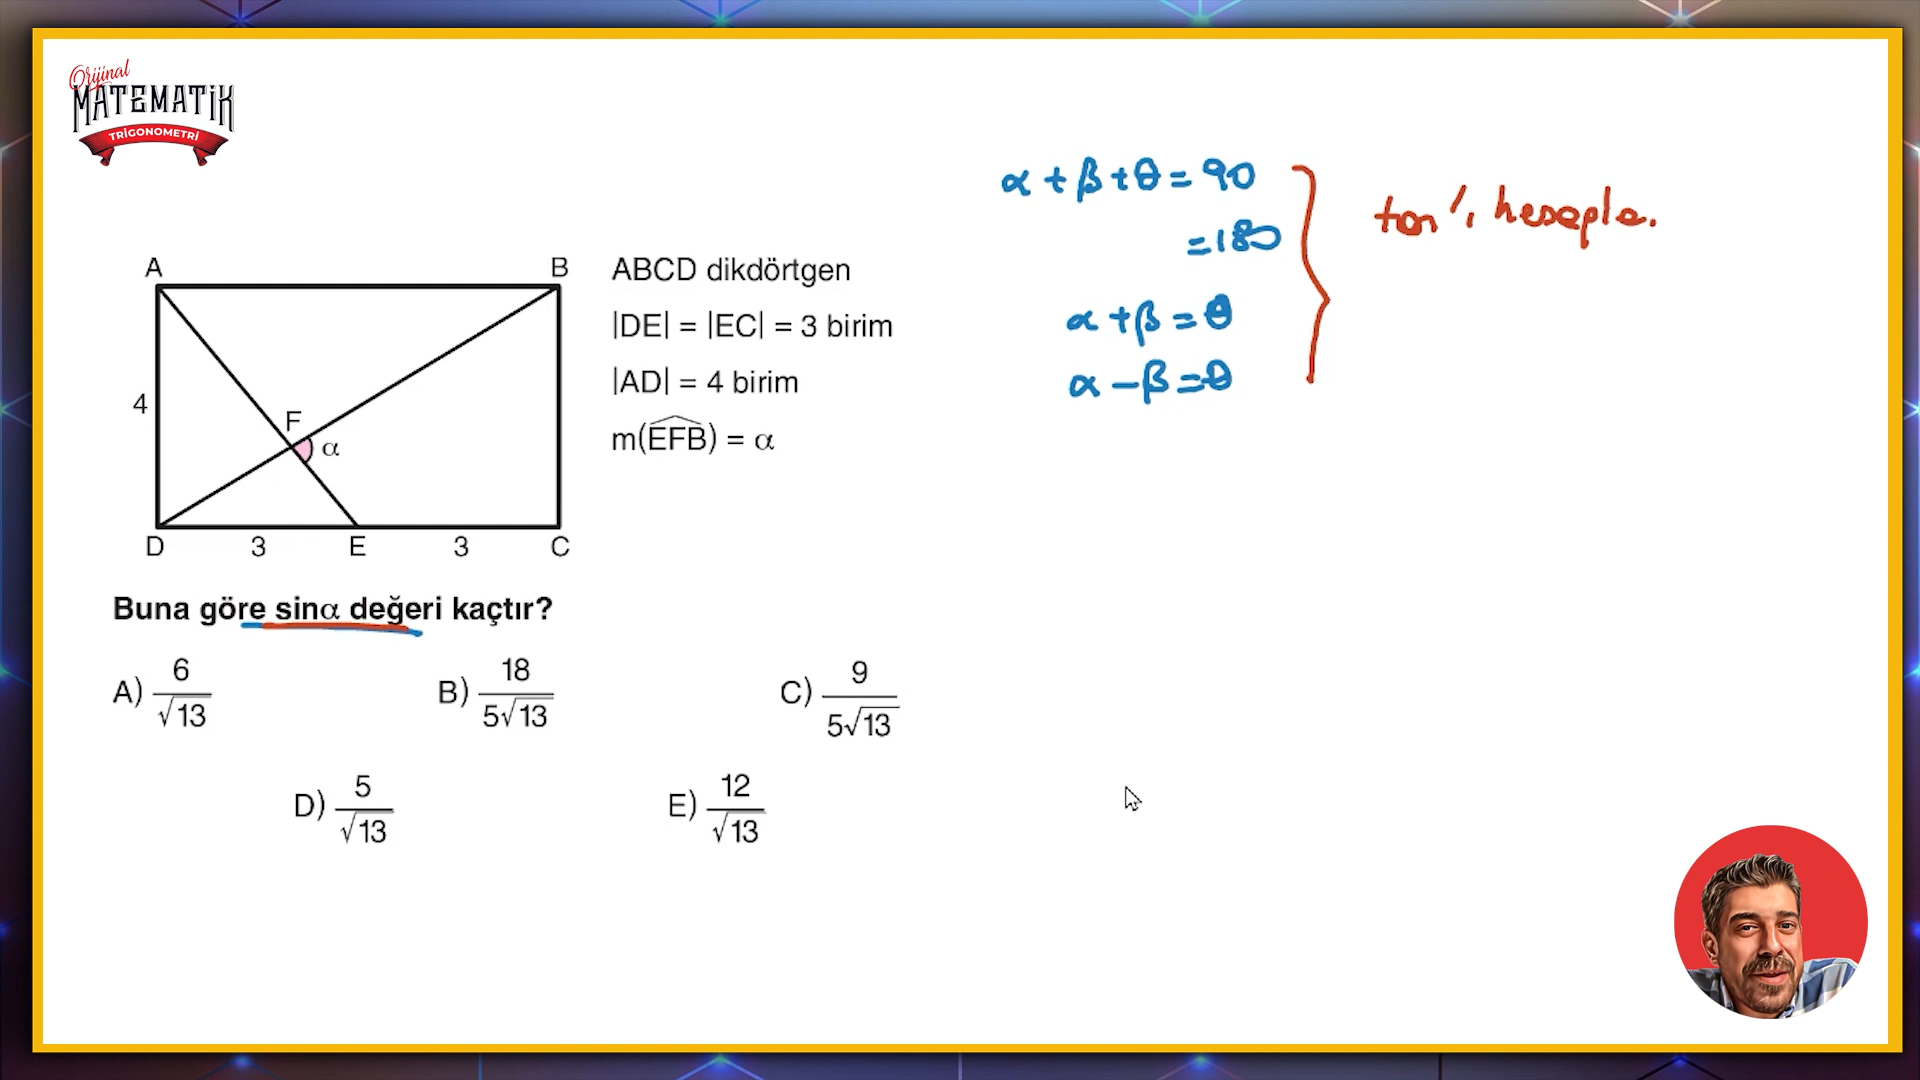 Orijinal
MATEMATİK
TRİGONOMETRİ
α + β + θ = 90
= 180
α + β = θ
α − β = θ
tan'ı hesapla.
A B
4
F
α
D 3 E 3 C
ABCD dikdörtgen
|DE| = |EC| = 3 birim
|AD| = 4 birim
m(EFB) = α
Buna göre sinα değeri kaçtır?
A) 6/√13 B) 18/5√13 C) 9/5√13
D) 5/√13 E) 12/√13